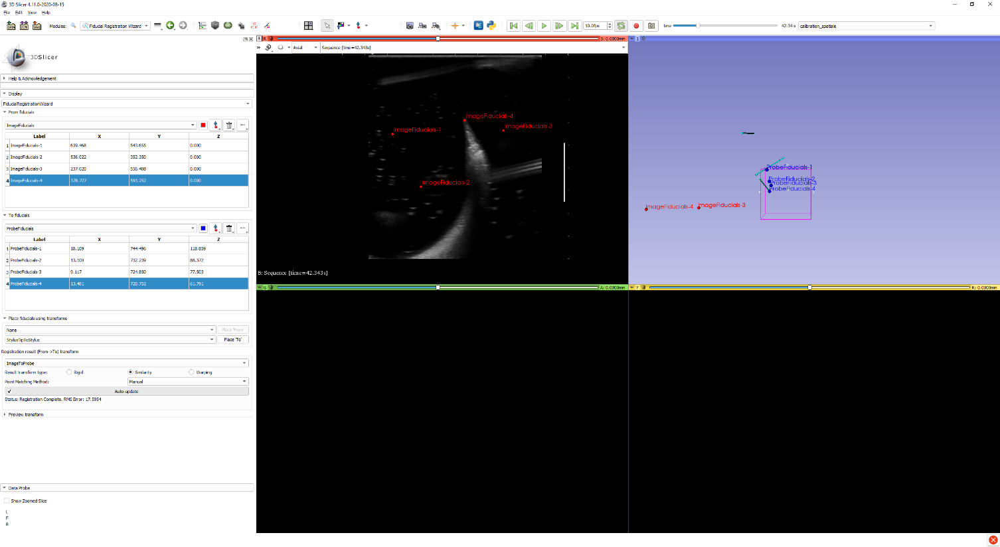 3D Slicer 4.11.0-2020-08-15
File Edit View Help
DATA DCM SAVE Modules: Fiducial Registration Wizard 10.0fps time 42.34 s calibration_spatiale
R S: 0.0000mm
1
3DSlicer
Axial Sequence [time=42.343s]
Help & Acknowledgement
Display
FiducialRegistrationWizard
From fiducials
ImageFiducials
Label X Y Z
1 ImageFiducials-1 639.468 543.655 0.000
2 ImageFiducials-2 536.022 352.350 0.000
3 ImageFiducials-3 237.020 556.408 0.000
4 ImageFiducials-4 378.727 593.252 0.000
To fiducials
ProbeFiducials
Label X Y Z
1 ProbeFiducials-1 18.109 744.496 118.859
2 ProbeFiducials-2 13.100 732.239 88.372
3 ProbeFiducials-3 9.117 724.850 77.503
4 ProbeFiducials-4 13.481 720.752 61.791
Place fiducials using transforms
None Place 'From'
StylusTipToStylus Place 'To'
Registration result (From->To) transform
ImageToProbe
Result transform type: Rigid Similarity Warping
Point Matching Method: Manual
Auto-update
Status: Registration Complete. RMS Error: 17.5954
Preview transform
Data Probe
Show Zoomed Slice
L
F
B
ImageFiducials-4
ImageFiducials-1
ImageFiducials-3
ImageFiducials-2
B: Sequence [time=42.343s]
ProbeFiducials-1
ProbeFiducials-2
ProbeFiducials-3
ProbeFiducials-4
ImageFiducials-4
ImageFiducials-3
G A: 0.0000mm
Y R: 0.0000mm